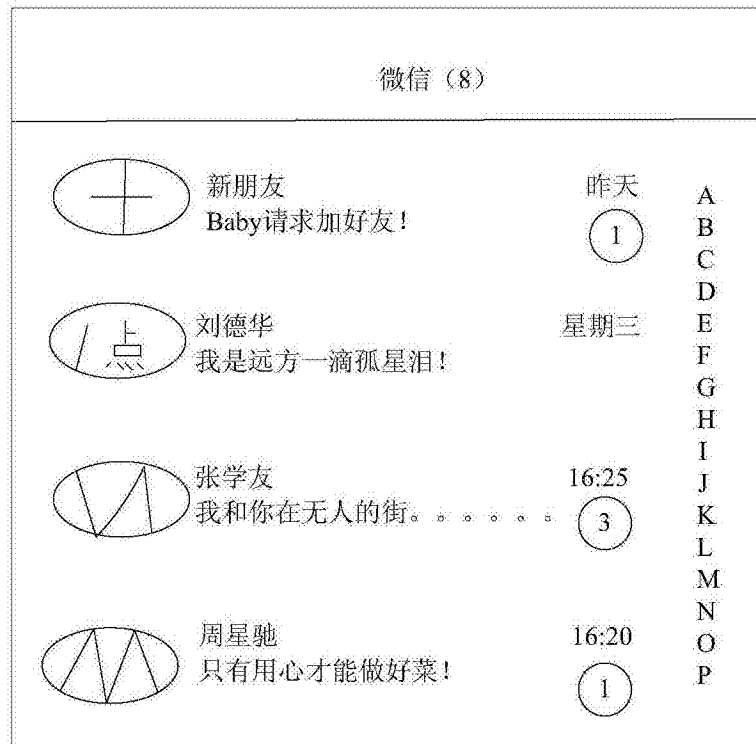 微信（8）
新朋友
昨天
Baby请求加好友！
1
刘德华
星期三
我是远方一滴孤星泪！
张学友
16:25
我和你在无人的街。。。。。。
3
周星驰
16:20
只有用心才能做好菜！
1
A
B
C
D
E
F
G
H
I
J
K
L
M
N
O
P